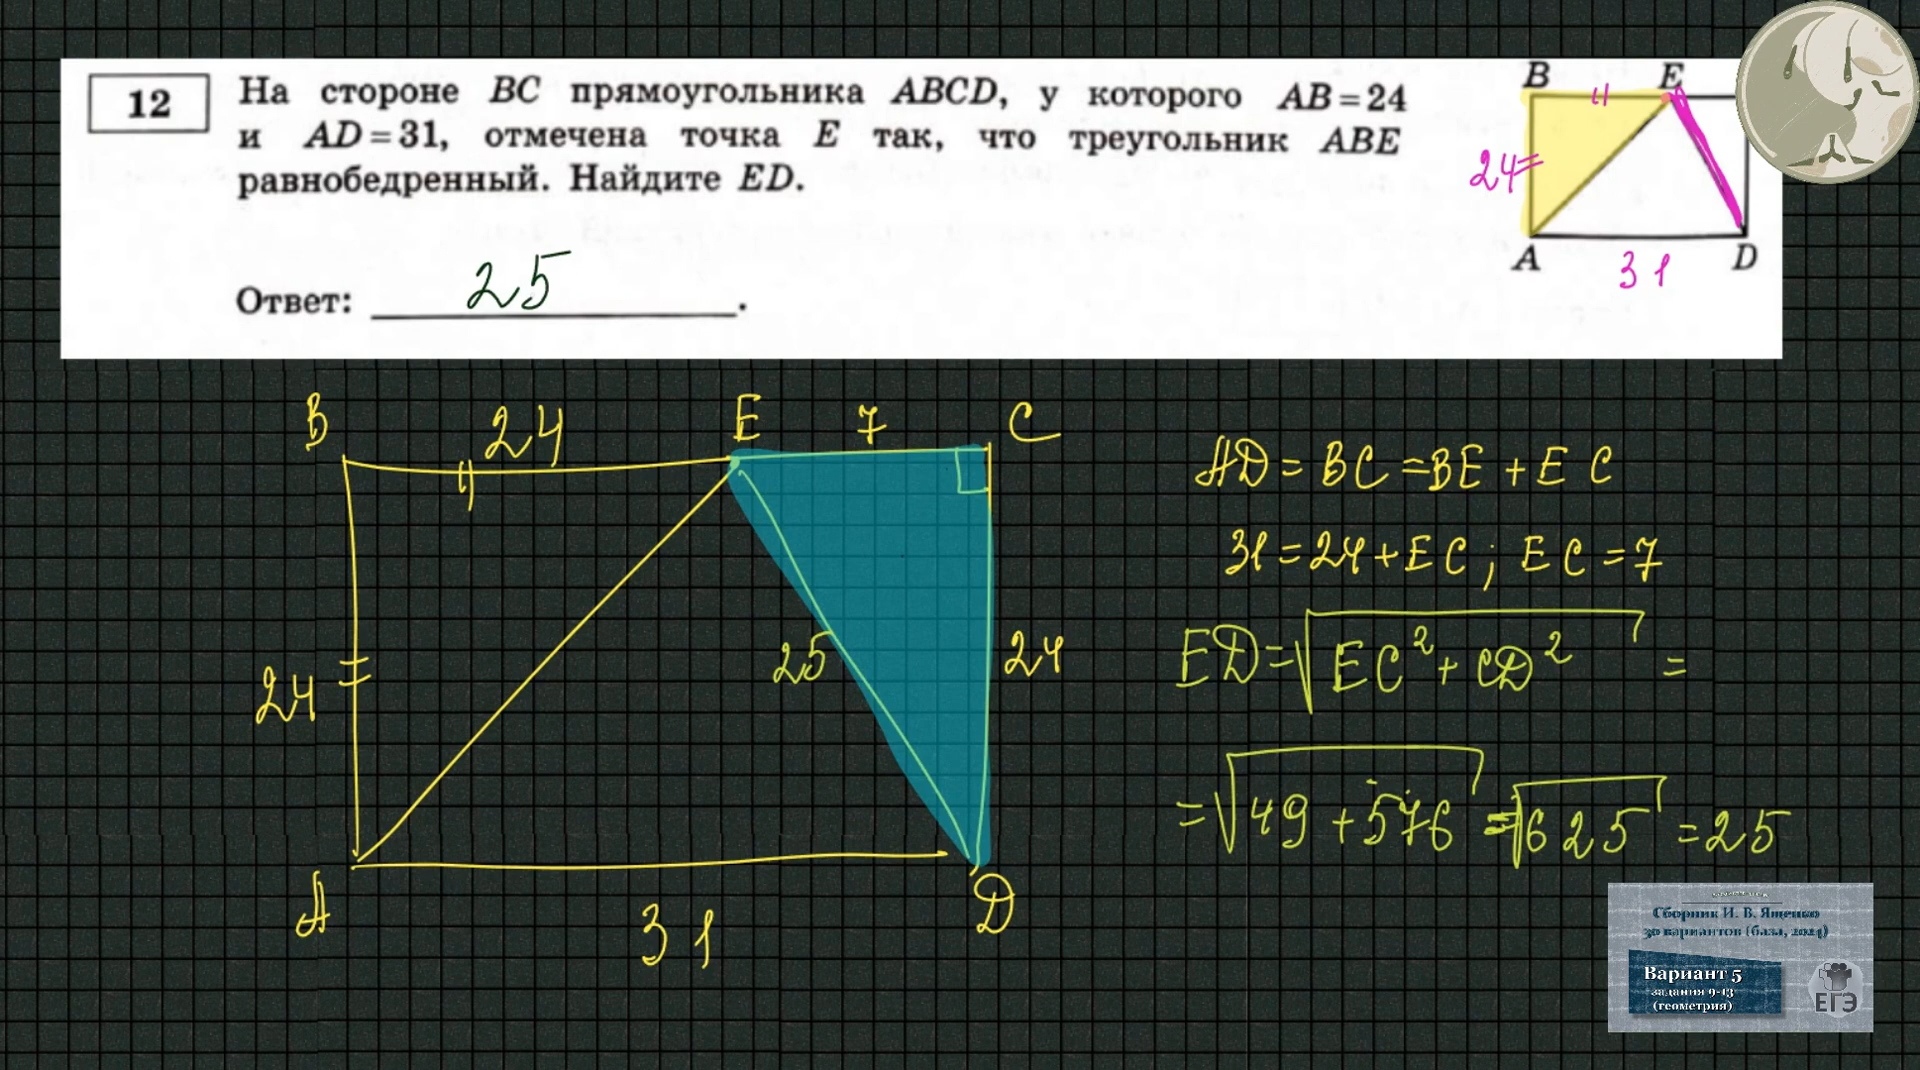 12
На стороне BC прямоугольника ABCD, у которого AB = 24
и AD = 31, отмечена точка E так, что треугольник ABE
равнобедренный. Найдите ED.
Ответ: 25.
B E
24
A D
31
B 24 E 7 C
24 25 24
A D
31
AD = BC = BE + EC
31 = 24 + EC ; EC = 7
ED = √EC² + CD² =
= √49 + 576 = √625 = 25
Сборник И. В. Ященко
30 вариантов (база, 2024)
Вариант 5
задания 9-13
(геометрия)
ЕГЭ